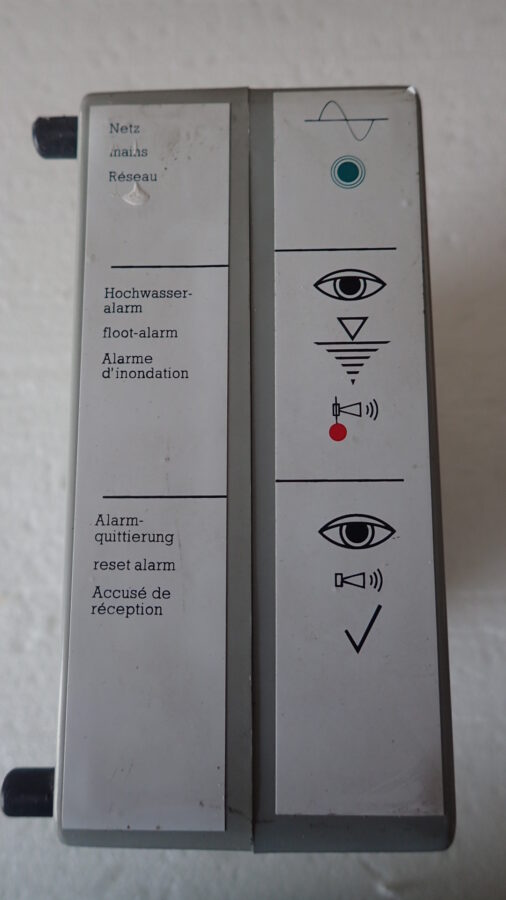 Netz
mains
Réseau
Hochwasser-
alarm
floot-alarm
Alarme
d'inondation
Alarm-
quittierung
reset alarm
Accusé de
réception